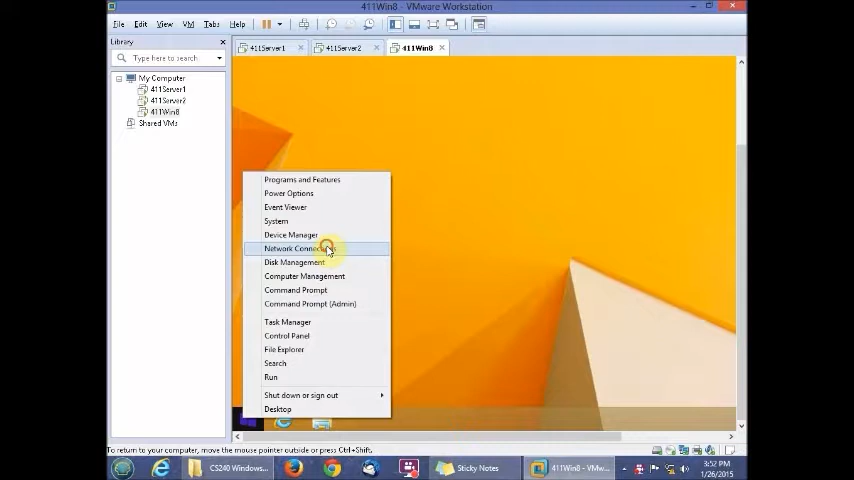 411Win8 - VMware Workstation
File Edit View VM Tabs Help
Library
Type here to search
My Computer
411Server1
411Server2
411Win8
Shared VMs
411Server1
411Server2
411Win8
Programs and Features
Power Options
Event Viewer
System
Device Manager
Network Connections
Disk Management
Computer Management
Command Prompt
Command Prompt (Admin)
Task Manager
Control Panel
File Explorer
Search
Run
Shut down or sign out
Desktop
To return to your computer, move the mouse pointer outside or press Ctrl+Shift.
CS240 Windows...
Sticky Notes
411Win8 - VMw...
3:52 PM
1/26/2015